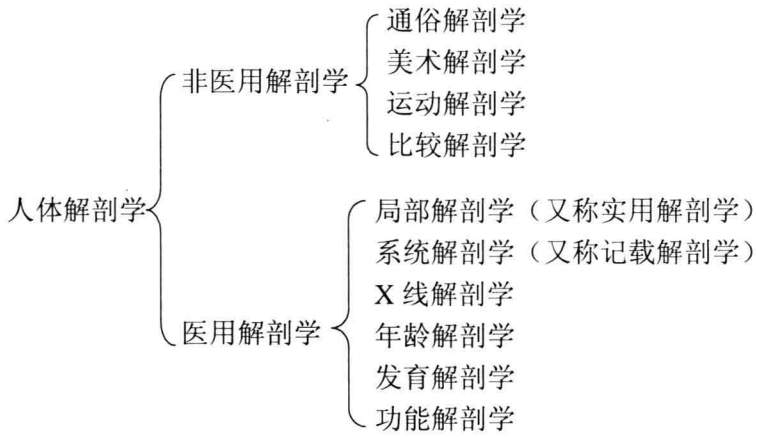 人体解剖学
非医用解剖学
通俗解剖学
美术解剖学
运动解剖学
比较解剖学
医用解剖学
局部解剖学（又称实用解剖学）
系统解剖学（又称记载解剖学）
X 线解剖学
年龄解剖学
发育解剖学
功能解剖学